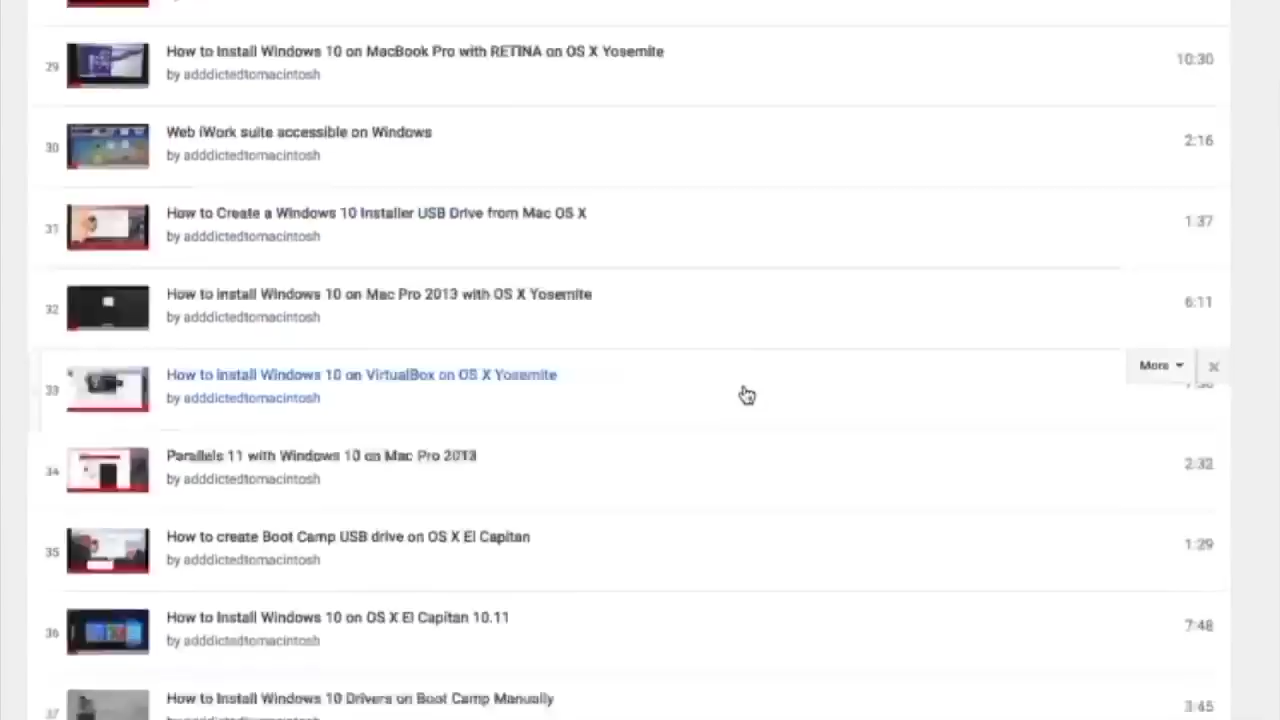 29
How to Install Windows 10 on MacBook Pro with RETINA on OS X Yosemite
10:30
by adddictedtomacintosh
30
Web iWork suite accessible on Windows
2:16
by adddictedtomacintosh
31
How to Create a Windows 10 Installer USB Drive from Mac OS X
1:37
by adddictedtomacintosh
32
How to install Windows 10 on Mac Pro 2013 with OS X Yosemite
6:11
by adddictedtomacintosh
33
How to install Windows 10 on VirtualBox on OS X Yosemite
More
by adddictedtomacintosh
34
Parallels 11 with Windows 10 on Mac Pro 2013
2:32
by adddictedtomacintosh
35
How to create Boot Camp USB drive on OS X El Capitan
1:29
by adddictedtomacintosh
36
How to Install Windows 10 on OS X El Capitan 10.11
7:48
by adddictedtomacintosh
37
How to Install Windows 10 Drivers on Boot Camp Manually
3:45